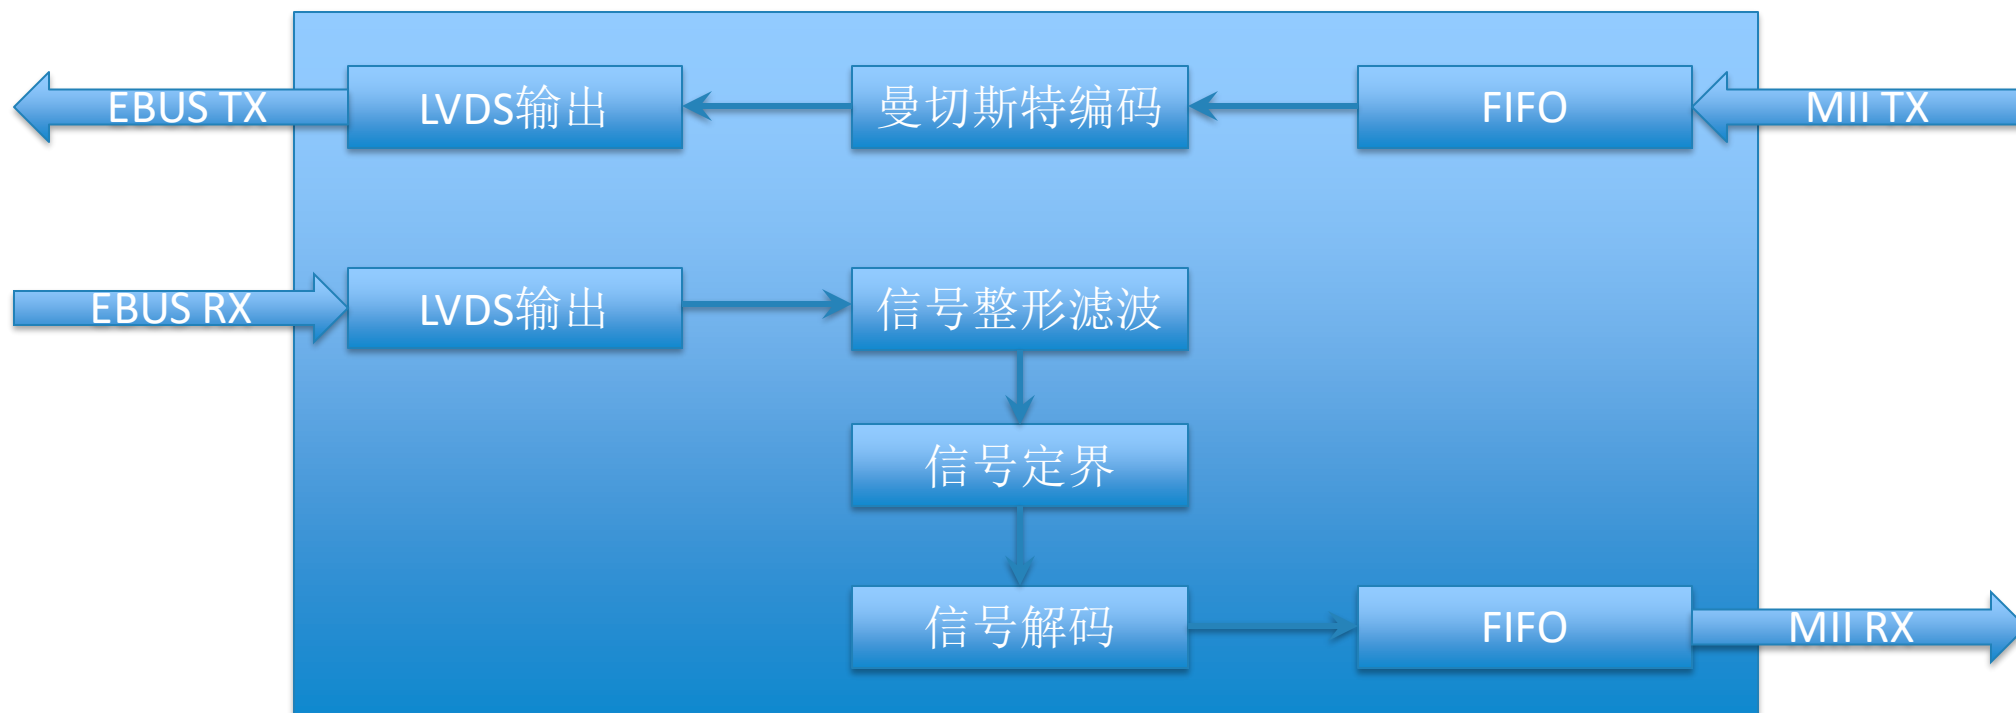 EBUS TX
LVDS输出
曼切斯特编码
FIFO
MII TX
EBUS RX
LVDS输出
信号整形滤波
信号定界
信号解码
FIFO
MII RX